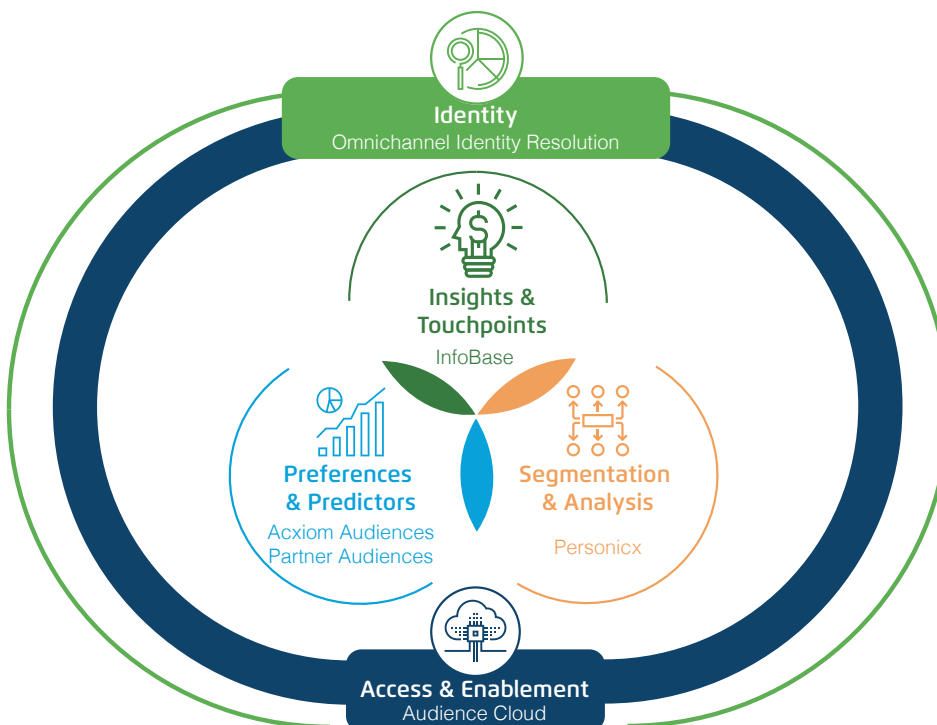 Identity
Omnichannel Identity Resolution
Insights &
Touchpoints
InfoBase
Preferences
& Predictors
Acxiom Audiences
Partner Audiences
Segmentation
& Analysis
Personicx
Access & Enablement
Audience Cloud